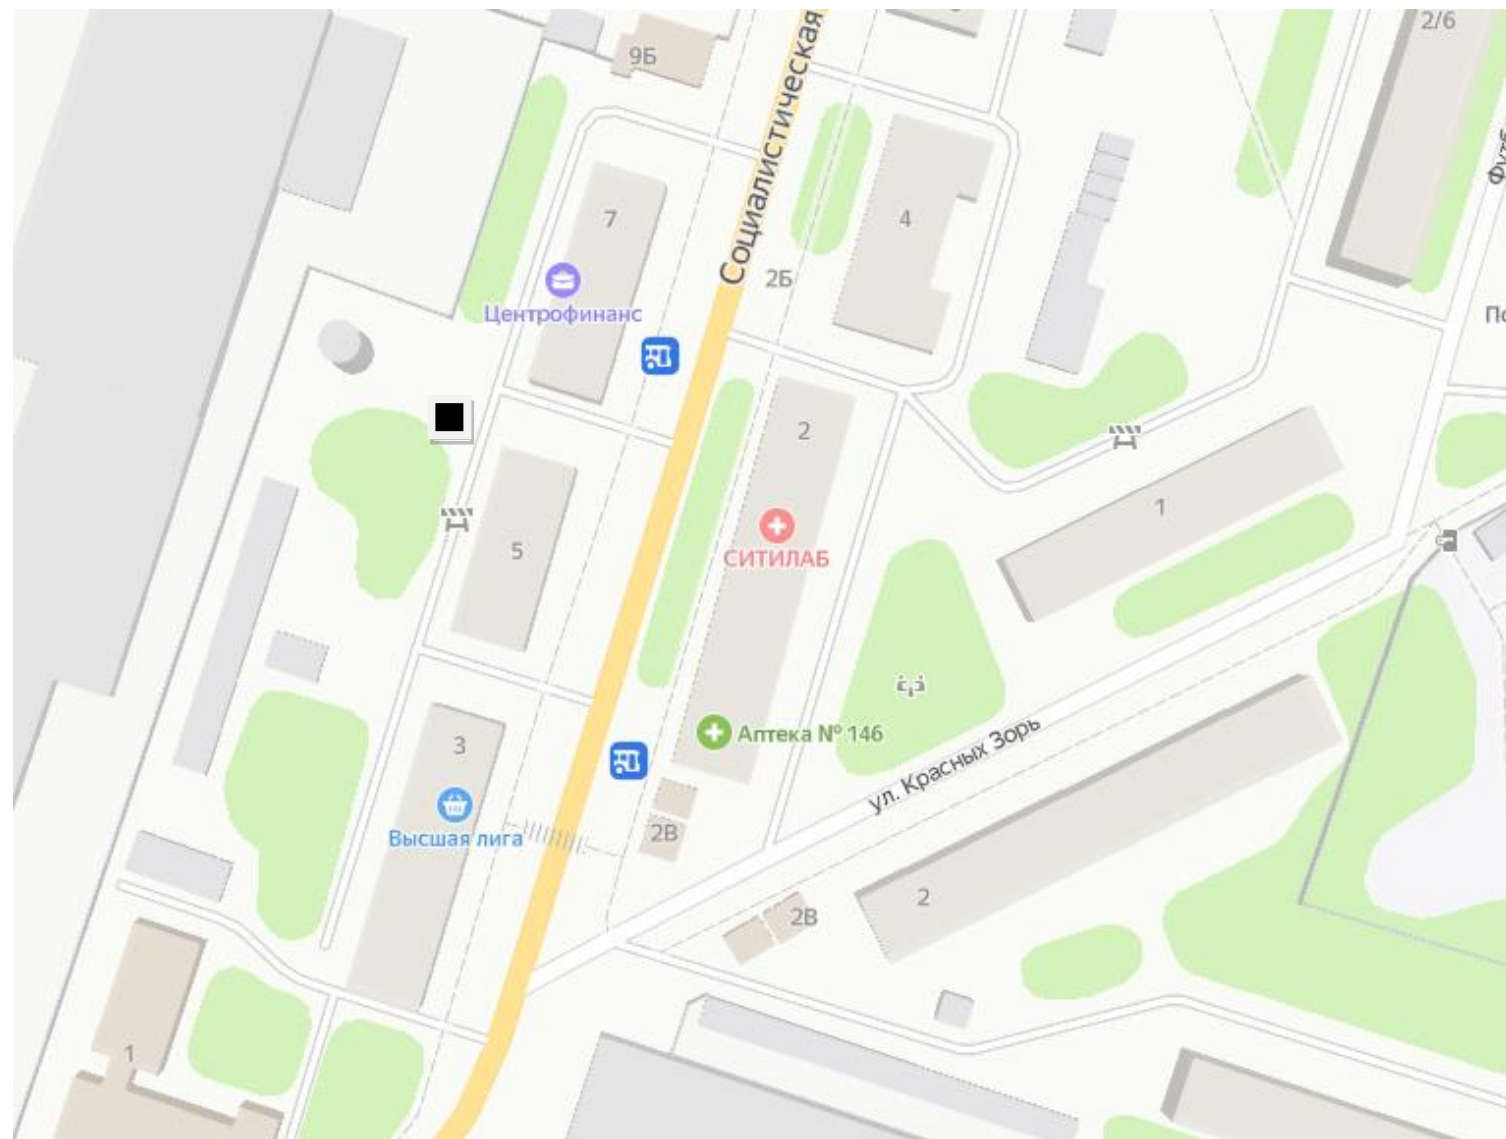 2/6
9Б
Социалистическая
7
4
2Б
Центрофинанс
2
1
5
СИТИЛАБ
Аптека № 146
3
ул. Красных Зорь
Высшая лига
2В
2
2В
1